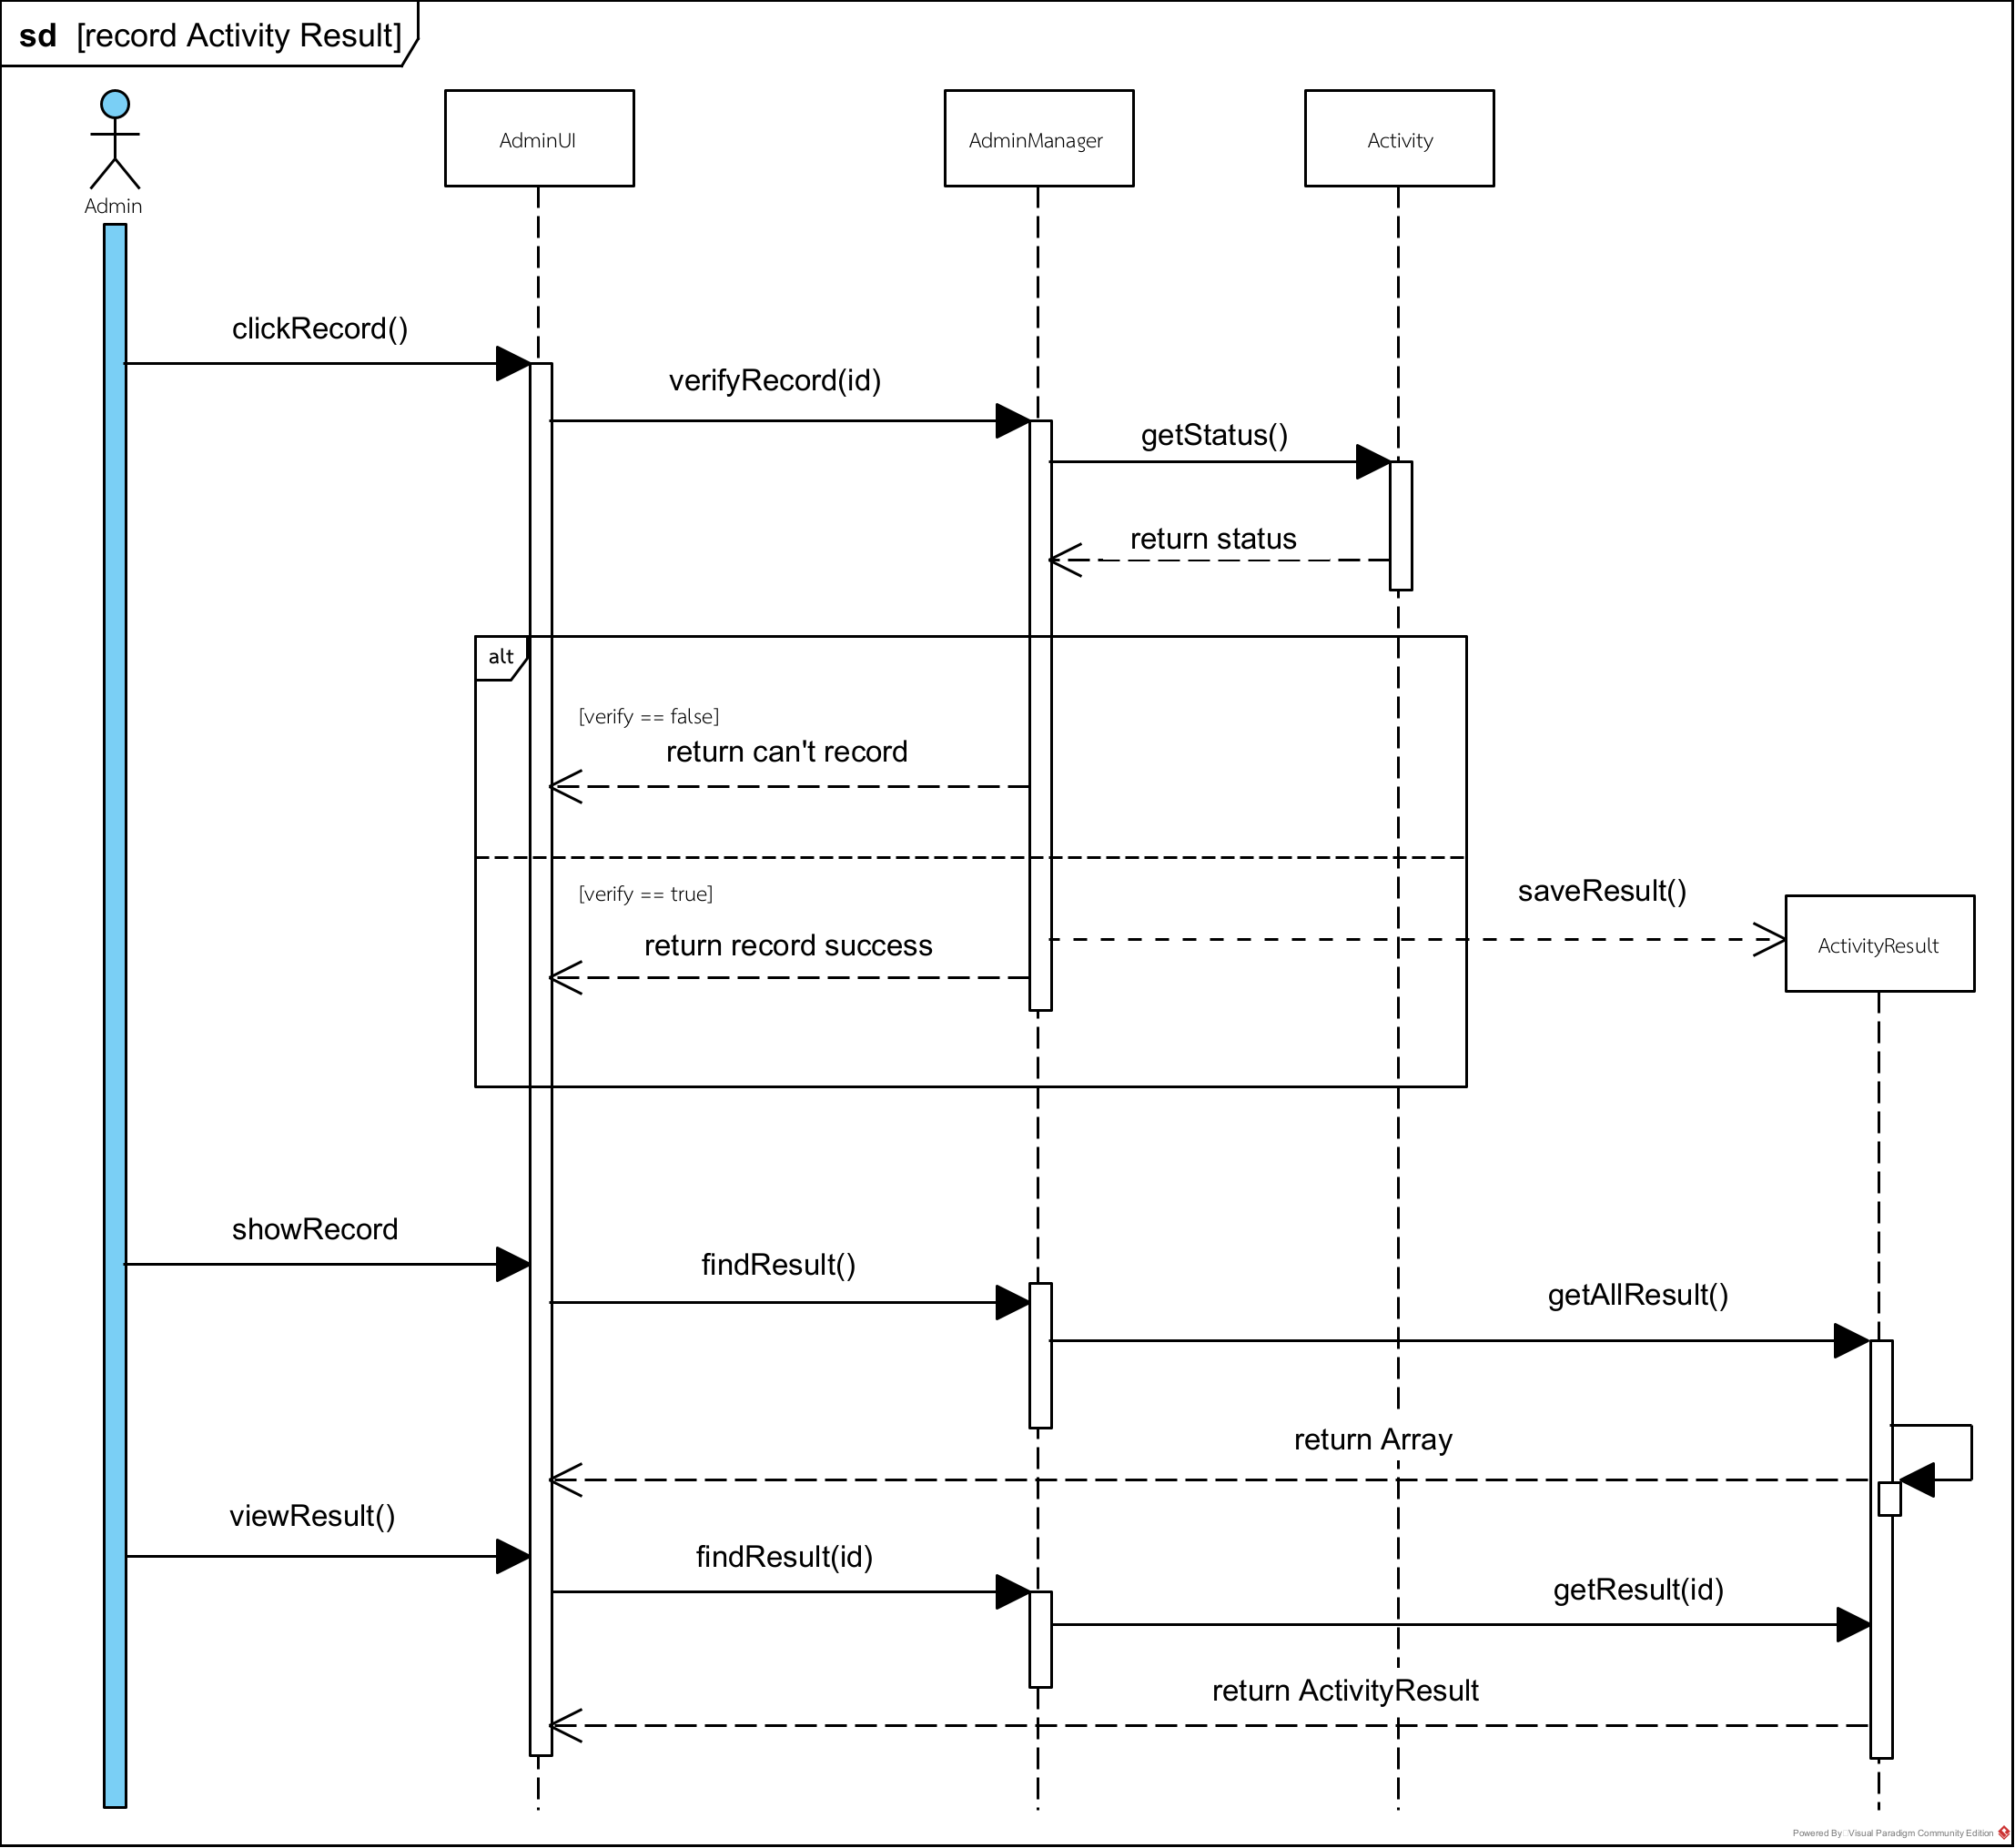 sd [record Activity Result]
AdminUI
AdminManager
Activity
Admin
clickRecord()
verifyRecord(id)
getStatus()
return status
alt
[verify == false]
return can't record
[verify == true]
saveResult()
return record success
ActivityResult
showRecord
findResult()
getAllResult()
return Array
viewResult()
findResult(id)
getResult(id)
return ActivityResult
Powered By Visual Paradigm Community Edition